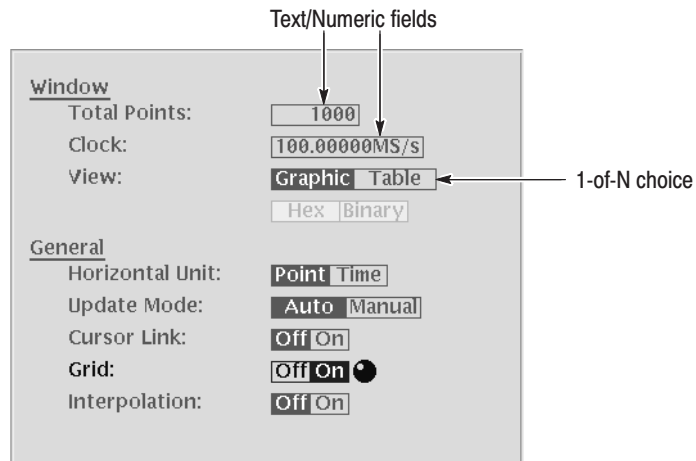 Text/Numeric fields
Window
Total Points: 1000
Clock: 100.00000MS/s
View: Graphic Table
1-of-N choice
Hex Binary
General
Horizontal Unit: Point Time
Update Mode: Auto Manual
Cursor Link: Off On
Grid: Off On
Interpolation: Off On